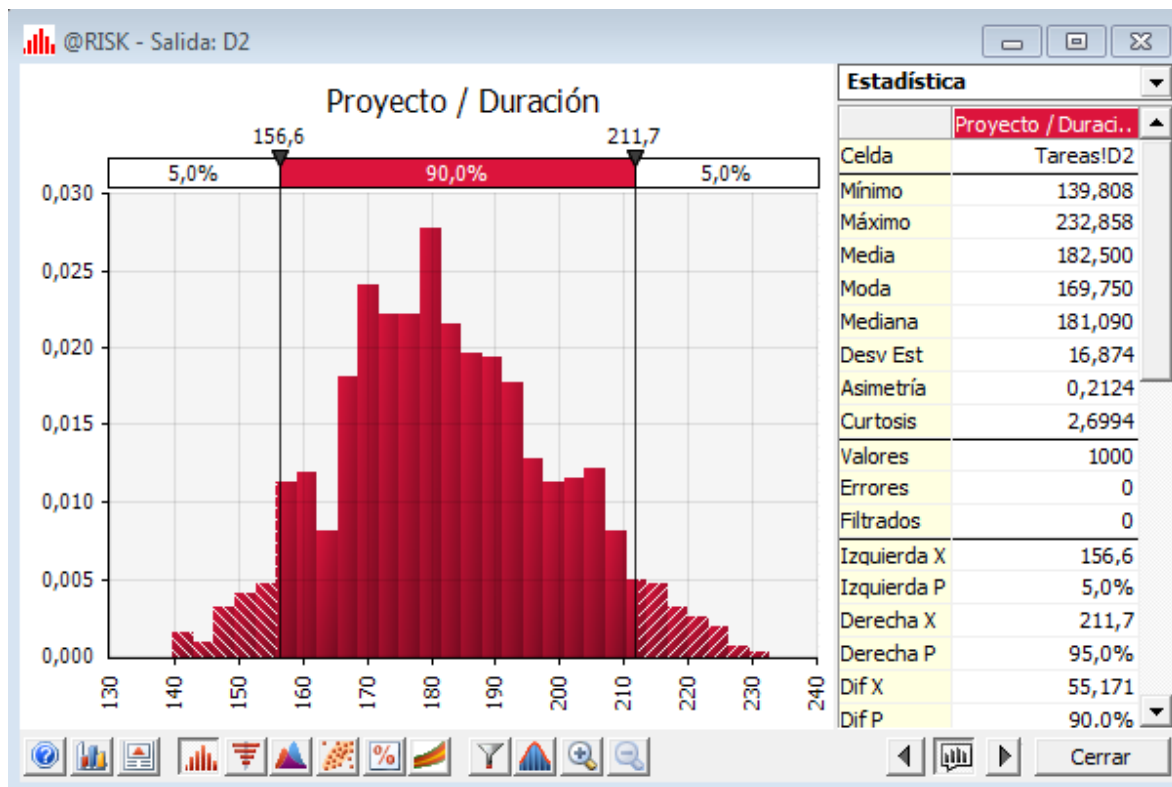 @RISK - Salida: D2
Proyecto / Duración
156,6 211,7
5,0% 90,0% 5,0%
0,030
0,025
0,020
0,015
0,010
0,005
0,000
130 140 150 160 170 180 190 200 210 220 230 240
Estadística
Proyecto / Duraci..
Celda Tareas!D2
Mínimo 139,808
Máximo 232,858
Media 182,500
Moda 169,750
Mediana 181,090
Desv Est 16,874
Asimetría 0,2124
Curtosis 2,6994
Valores 1000
Errores 0
Filtrados 0
Izquierda X 156,6
Izquierda P 5,0%
Derecha X 211,7
Derecha P 95,0%
Dif X 55,171
Dif P 90.0%
Cerrar